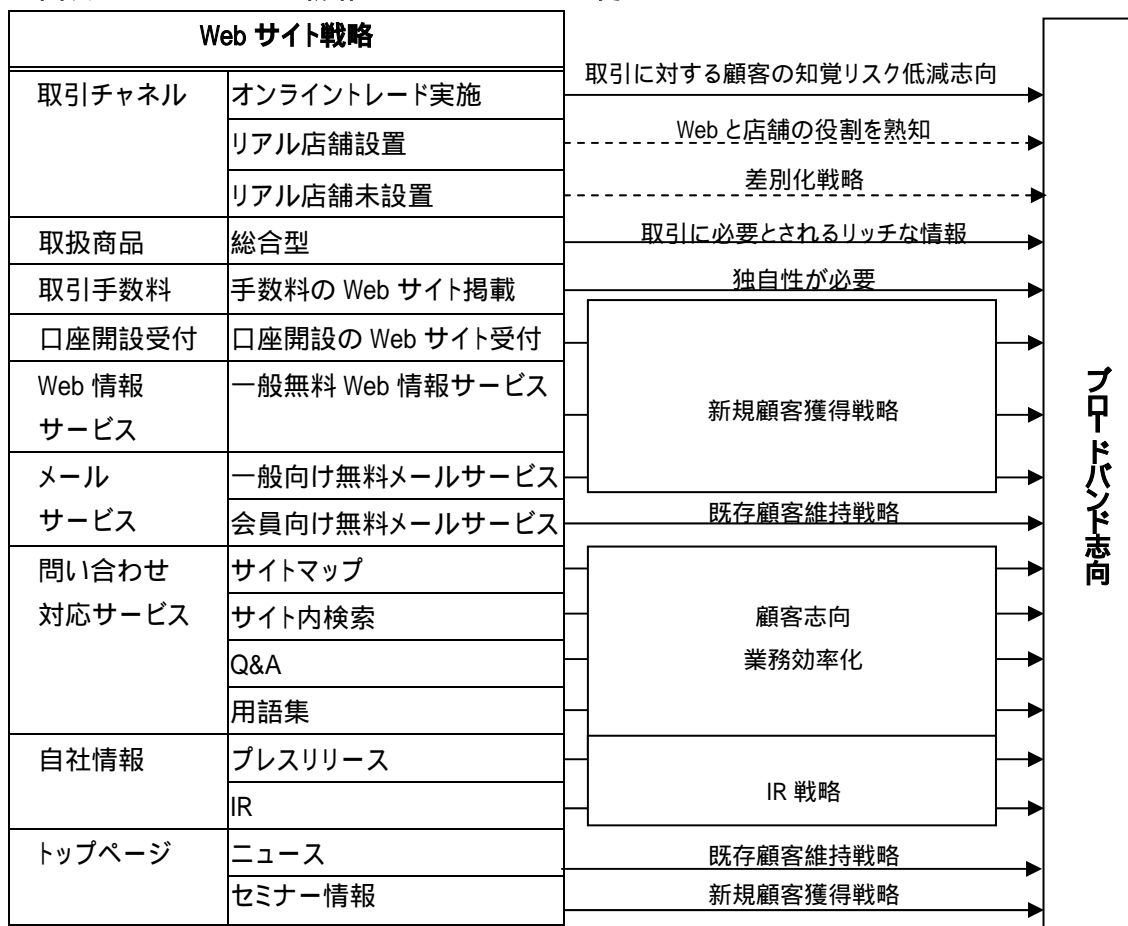 Web サイト戦略
取引チャネル
オンライントレード実施
取引に対する顧客の知覚リスク低減志向
リアル店舗設置
Web と店舗の役割を熟知
リアル店舗未設置
差別化戦略
取扱商品
総合型
取引に必要とされるリッチな情報
取引手数料
手数料の Web サイト掲載
独自性が必要
口座開設受付
口座開設の Web サイト受付
Web 情報
サービス
一般無料 Web 情報サービス
新規顧客獲得戦略
メール
サービス
一般向け無料メールサービス
会員向け無料メールサービス
既存顧客維持戦略
問い合わせ
対応サービス
サイトマップ
サイト内検索
Q&A
用語集
顧客志向
業務効率化
自社情報
プレスリリース
IR
IR 戦略
トップページ
ニュース
既存顧客維持戦略
セミナー情報
新規顧客獲得戦略
ブロードバンド志向